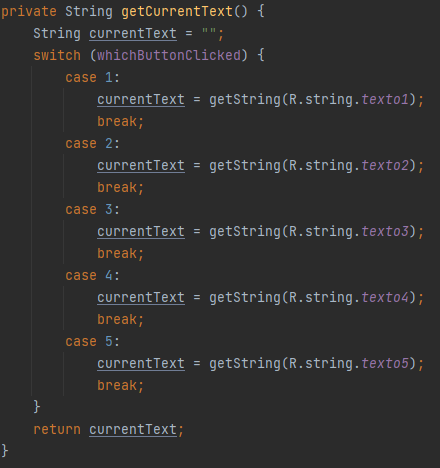 private String getCurrentText() {
    String currentText = "";
    switch (whichButtonClicked) {
        case 1:
            currentText = getString(R.string.texto1);
            break;
        case 2:
            currentText = getString(R.string.texto2);
            break;
        case 3:
            currentText = getString(R.string.texto3);
            break;
        case 4:
            currentText = getString(R.string.texto4);
            break;
        case 5:
            currentText = getString(R.string.texto5);
            break;
    }
    return currentText;
}